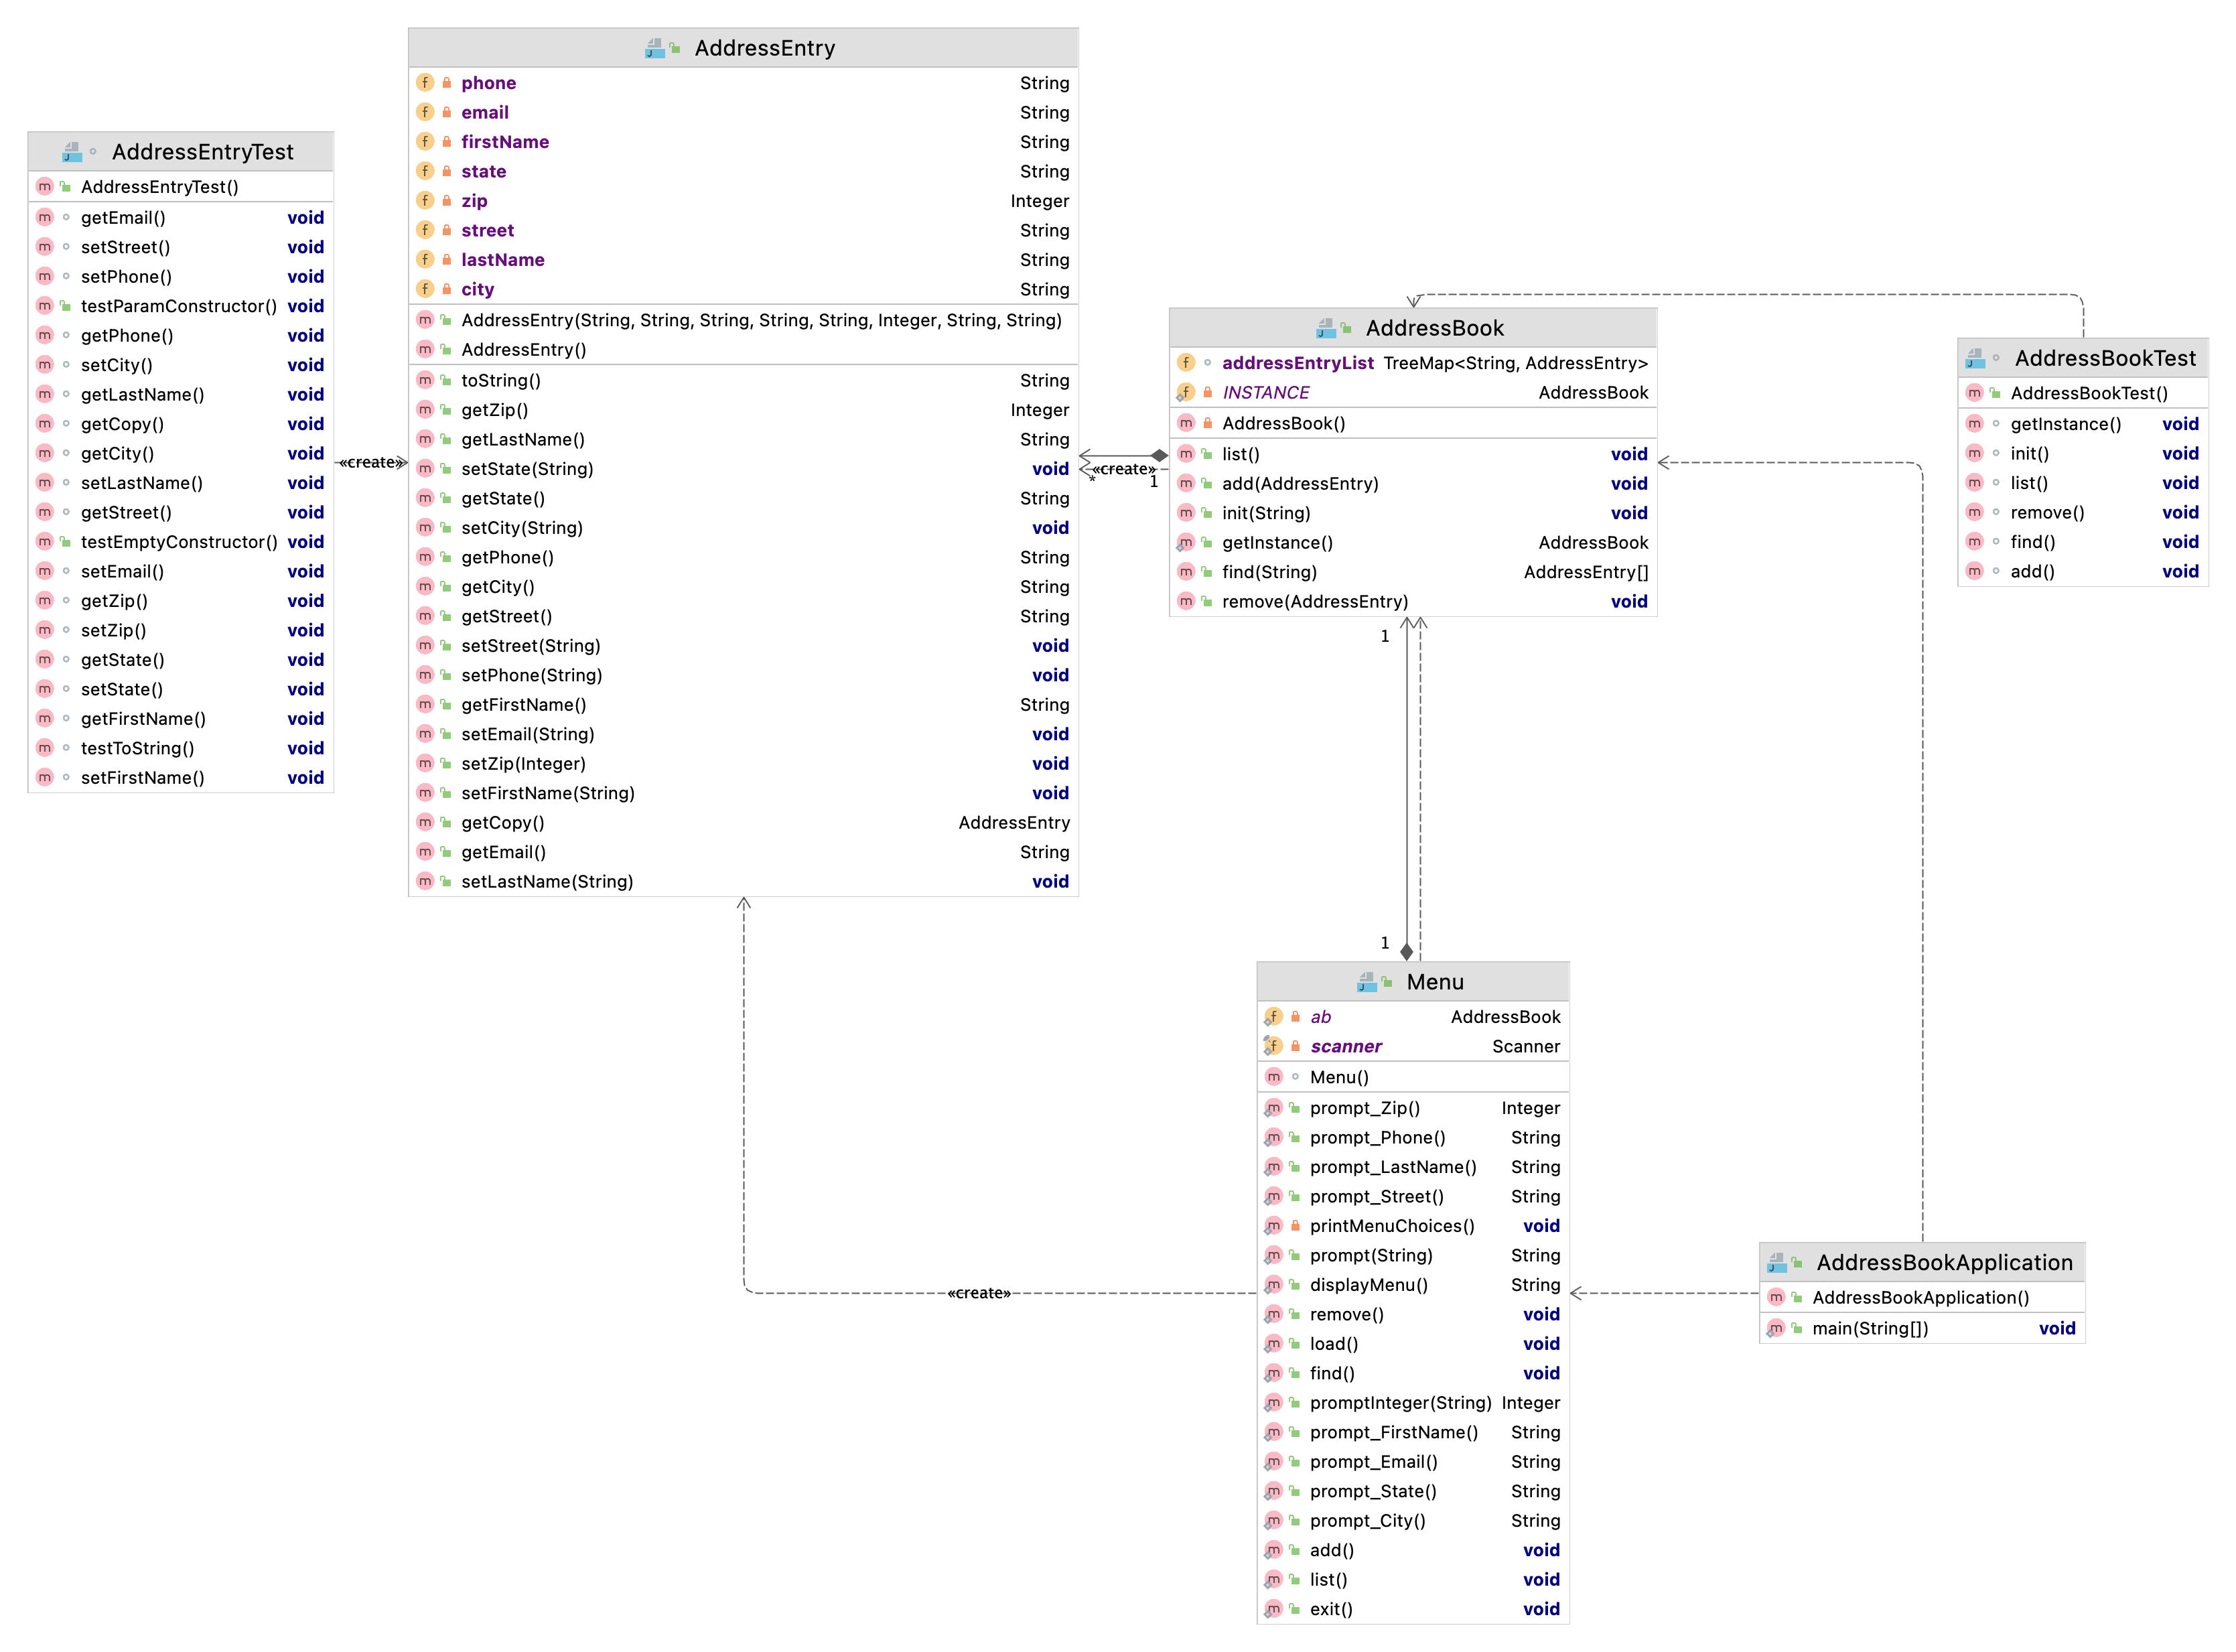 AddressEntryTest
AddressEntryTest()
getEmail() void
setStreet() void
setPhone() void
testParamConstructor() void
getPhone() void
setCity() void
getLastName() void
getCopy() void
getCity() void
setLastName() void
getStreet() void
testEmptyConstructor() void
setEmail() void
getZip() void
setZip() void
getState() void
setState() void
getFirstName() void
testToString() void
setFirstName() void
«create»
AddressEntry
phone String
email String
firstName String
state String
zip Integer
street String
lastName String
city String
AddressEntry(String, String, String, String, String, Integer, String, String)
AddressEntry()
toString() String
getZip() Integer
getLastName() String
setState(String) void
getState() String
setCity(String) void
getPhone() String
getCity() String
getStreet() String
setStreet(String) void
setPhone(String) void
getFirstName() String
setEmail(String) void
setZip(Integer) void
setFirstName(String) void
getCopy() AddressEntry
getEmail() String
setLastName(String) void
«create»
* 1
AddressBook
addressEntryList TreeMap<String, AddressEntry>
INSTANCE AddressBook
AddressBook()
list() void
add(AddressEntry) void
init(String) void
getInstance() AddressBook
find(String) AddressEntry[]
remove(AddressEntry) void
AddressBookTest
AddressBookTest()
getInstance() void
init() void
list() void
remove() void
find() void
add() void
1
1
Menu
ab AddressBook
scanner Scanner
Menu()
prompt_Zip() Integer
prompt_Phone() String
prompt_LastName() String
prompt_Street() String
printMenuChoices() void
prompt(String) String
displayMenu() String
remove() void
load() void
find() void
promptInteger(String) Integer
prompt_FirstName() String
prompt_Email() String
prompt_State() String
prompt_City() String
add() void
list() void
exit() void
«create»
AddressBookApplication
AddressBookApplication()
main(String[]) void